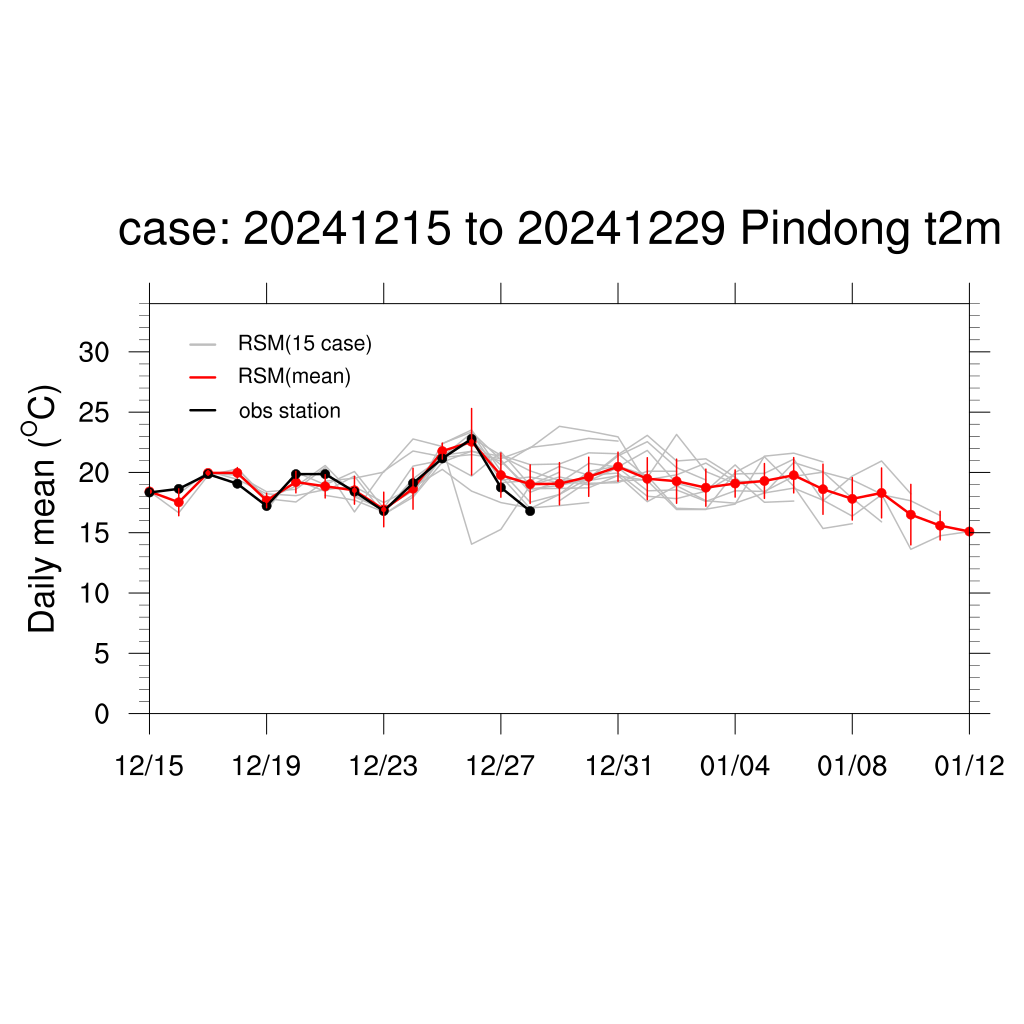 case: 20241215 to 20241229 Pindong t2m
RSM(15 case)
RSM(mean)
obs station
Daily mean (°C)
30
25
20
15
10
5
0
12/15 12/19 12/23 12/27 12/31 01/04 01/08 01/12